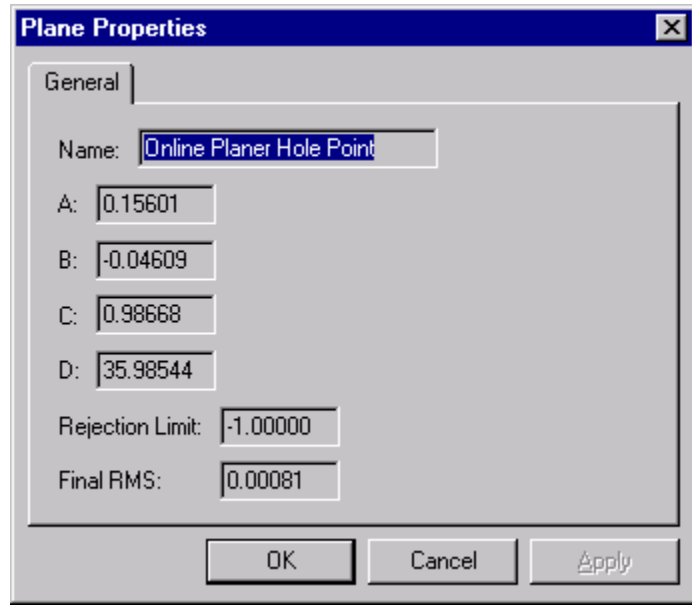 Plane Properties
General
Name: Online Planer Hole Point
A: 0.15601
B: -0.04609
C: 0.98668
D: 35.98544
Rejection Limit: -1.00000
Final RMS: 0.00081
OK Cancel Apply